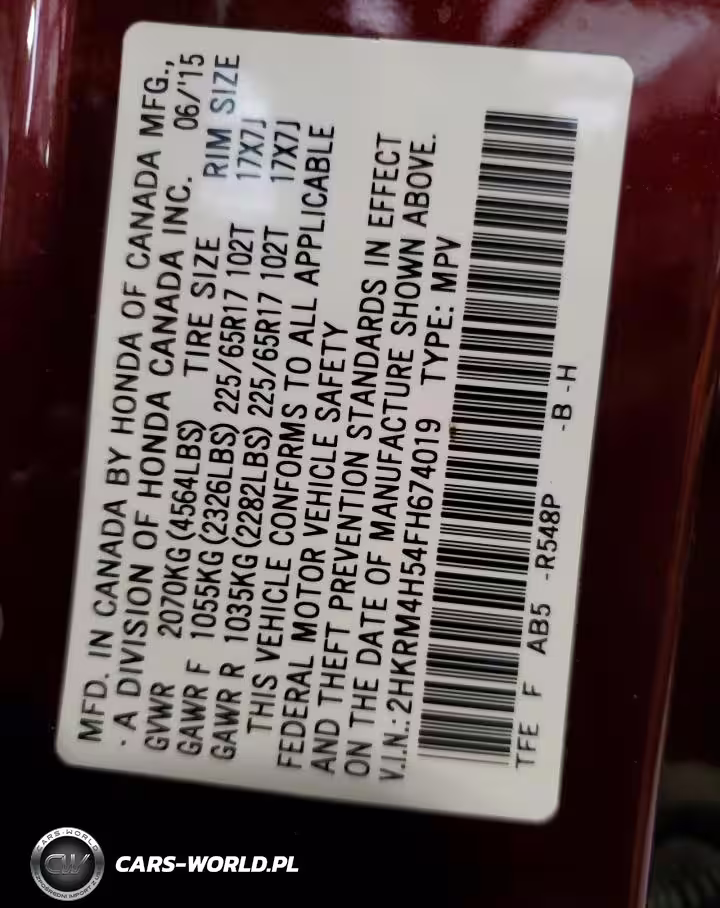 MFD. IN CANADA BY HONDA OF CANADA MFG.,
. A DIVISION OF HONDA CANADA INC. 06/'15
GVWR 2070KG (4564LBS) TIRE SIZE RIM SIZE
GAWR F 1055KG (2326LBS) 225/65R17 102T 17X7J
GAWR R 1035KG (2282LBS) 225/65R17 102T 17X7J
THIS VEHICLE CONFORMS TO ALL APPLICABLE
FEDERAL MOTOR VEHICLE SAFETY
AND THEFT PREVENTION STANDARDS IN EFFECT
ON THE DATE OF MANUFACTURE SHOWN ABOVE.
V.I.N.: 2HKRM4H54FH674019 TYPE: MPV
TFE F AB5 -R548P -B -H
CARS-WORLD
CW
CARS-WORLD.PL